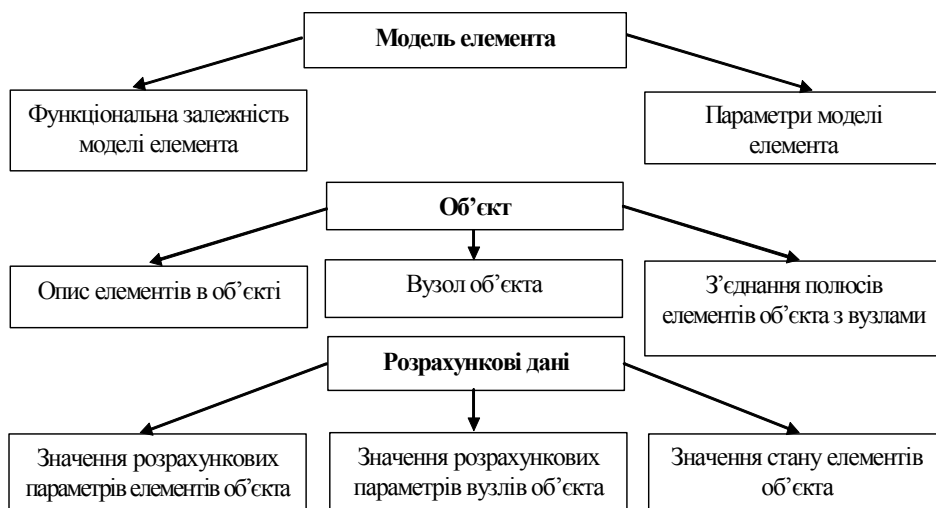 Модель елемента
Функціональна залежність
моделі елемента
Параметри моделі
елемента
Об’єкт
Опис елементів в об’єкті
Вузол об’єкта
З’єднання полюсів
елементів об’єкта з вузлами
Розрахункові дані
Значення розрахункових
параметрів елементів об’єкта
Значення розрахункових
параметрів вузлів об’єкта
Значення стану елементів
об’єкта